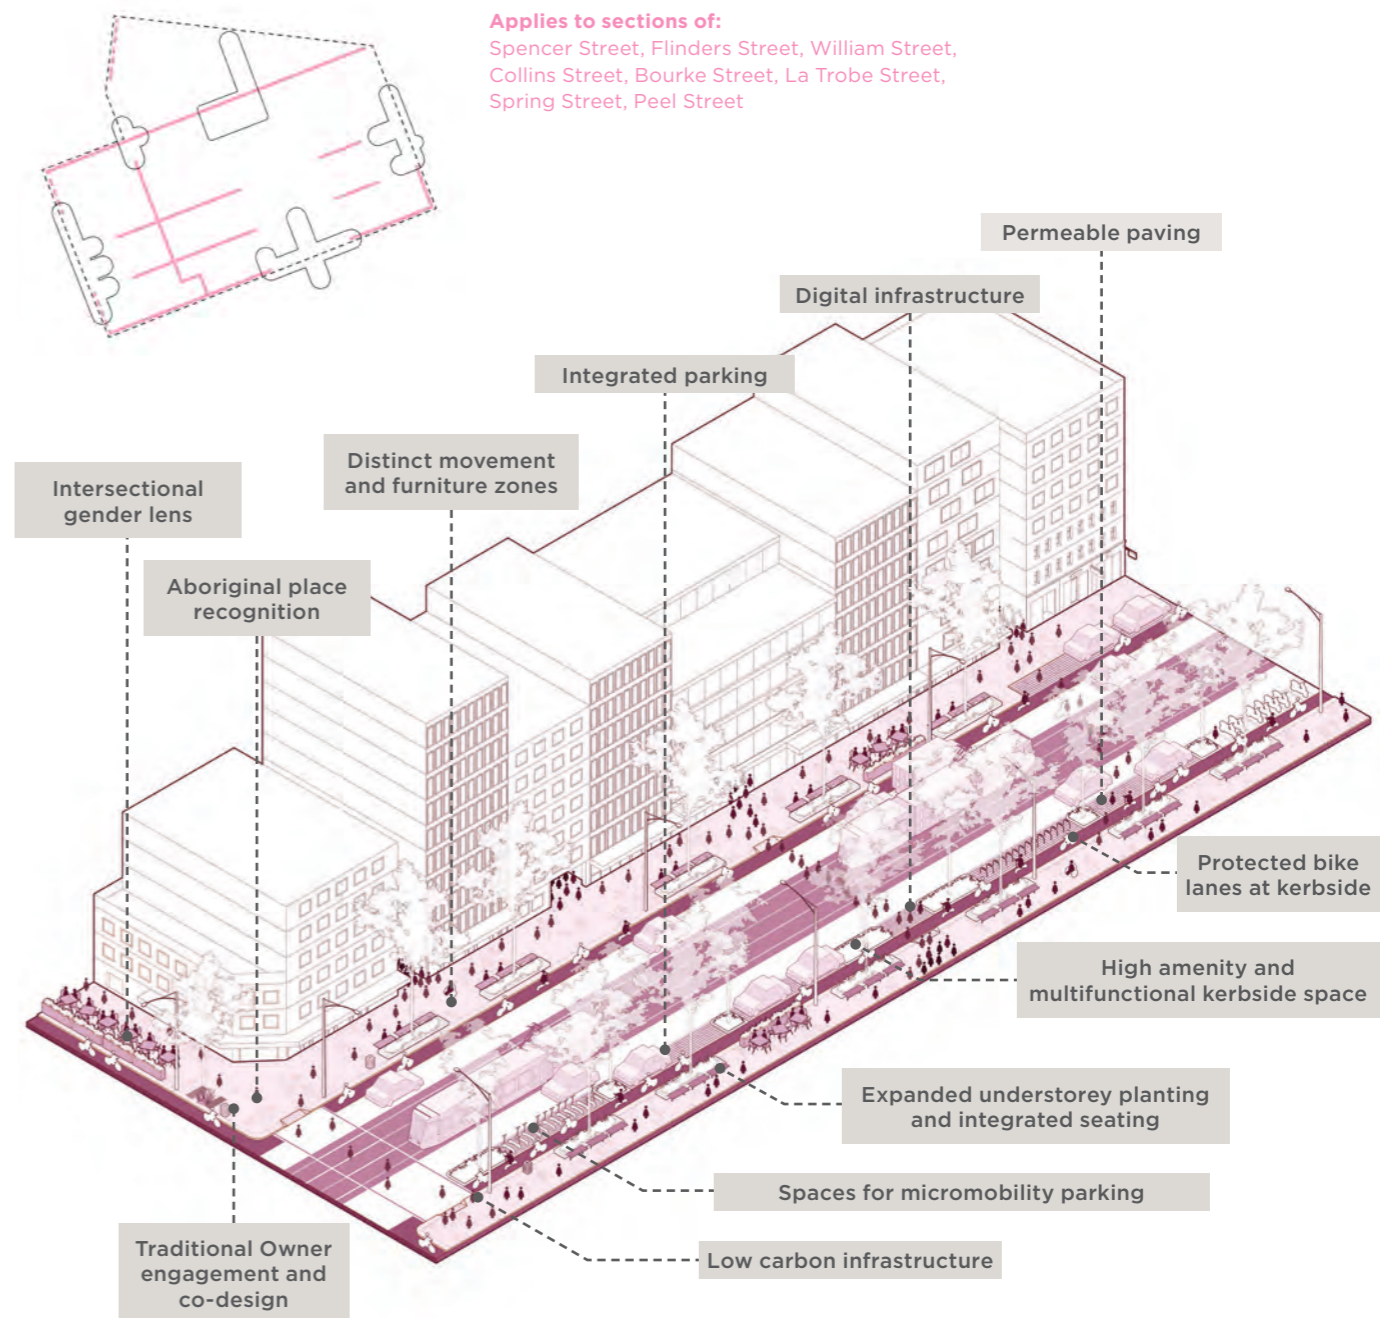 Applies to sections of:
Spencer Street, Flinders Street, William Street,
Collins Street, Bourke Street, La Trobe Street,
Spring Street, Peel Street
Permeable paving
Digital infrastructure
Integrated parking
Distinct movement
and furniture zones
Intersectional
gender lens
Aboriginal place
recognition
Protected bike
lanes at kerbside
High amenity and
multifunctional kerbside space
Expanded understorey planting
and integrated seating
Spaces for micromobility parking
Low carbon infrastructure
Traditional Owner
engagement and
co-design